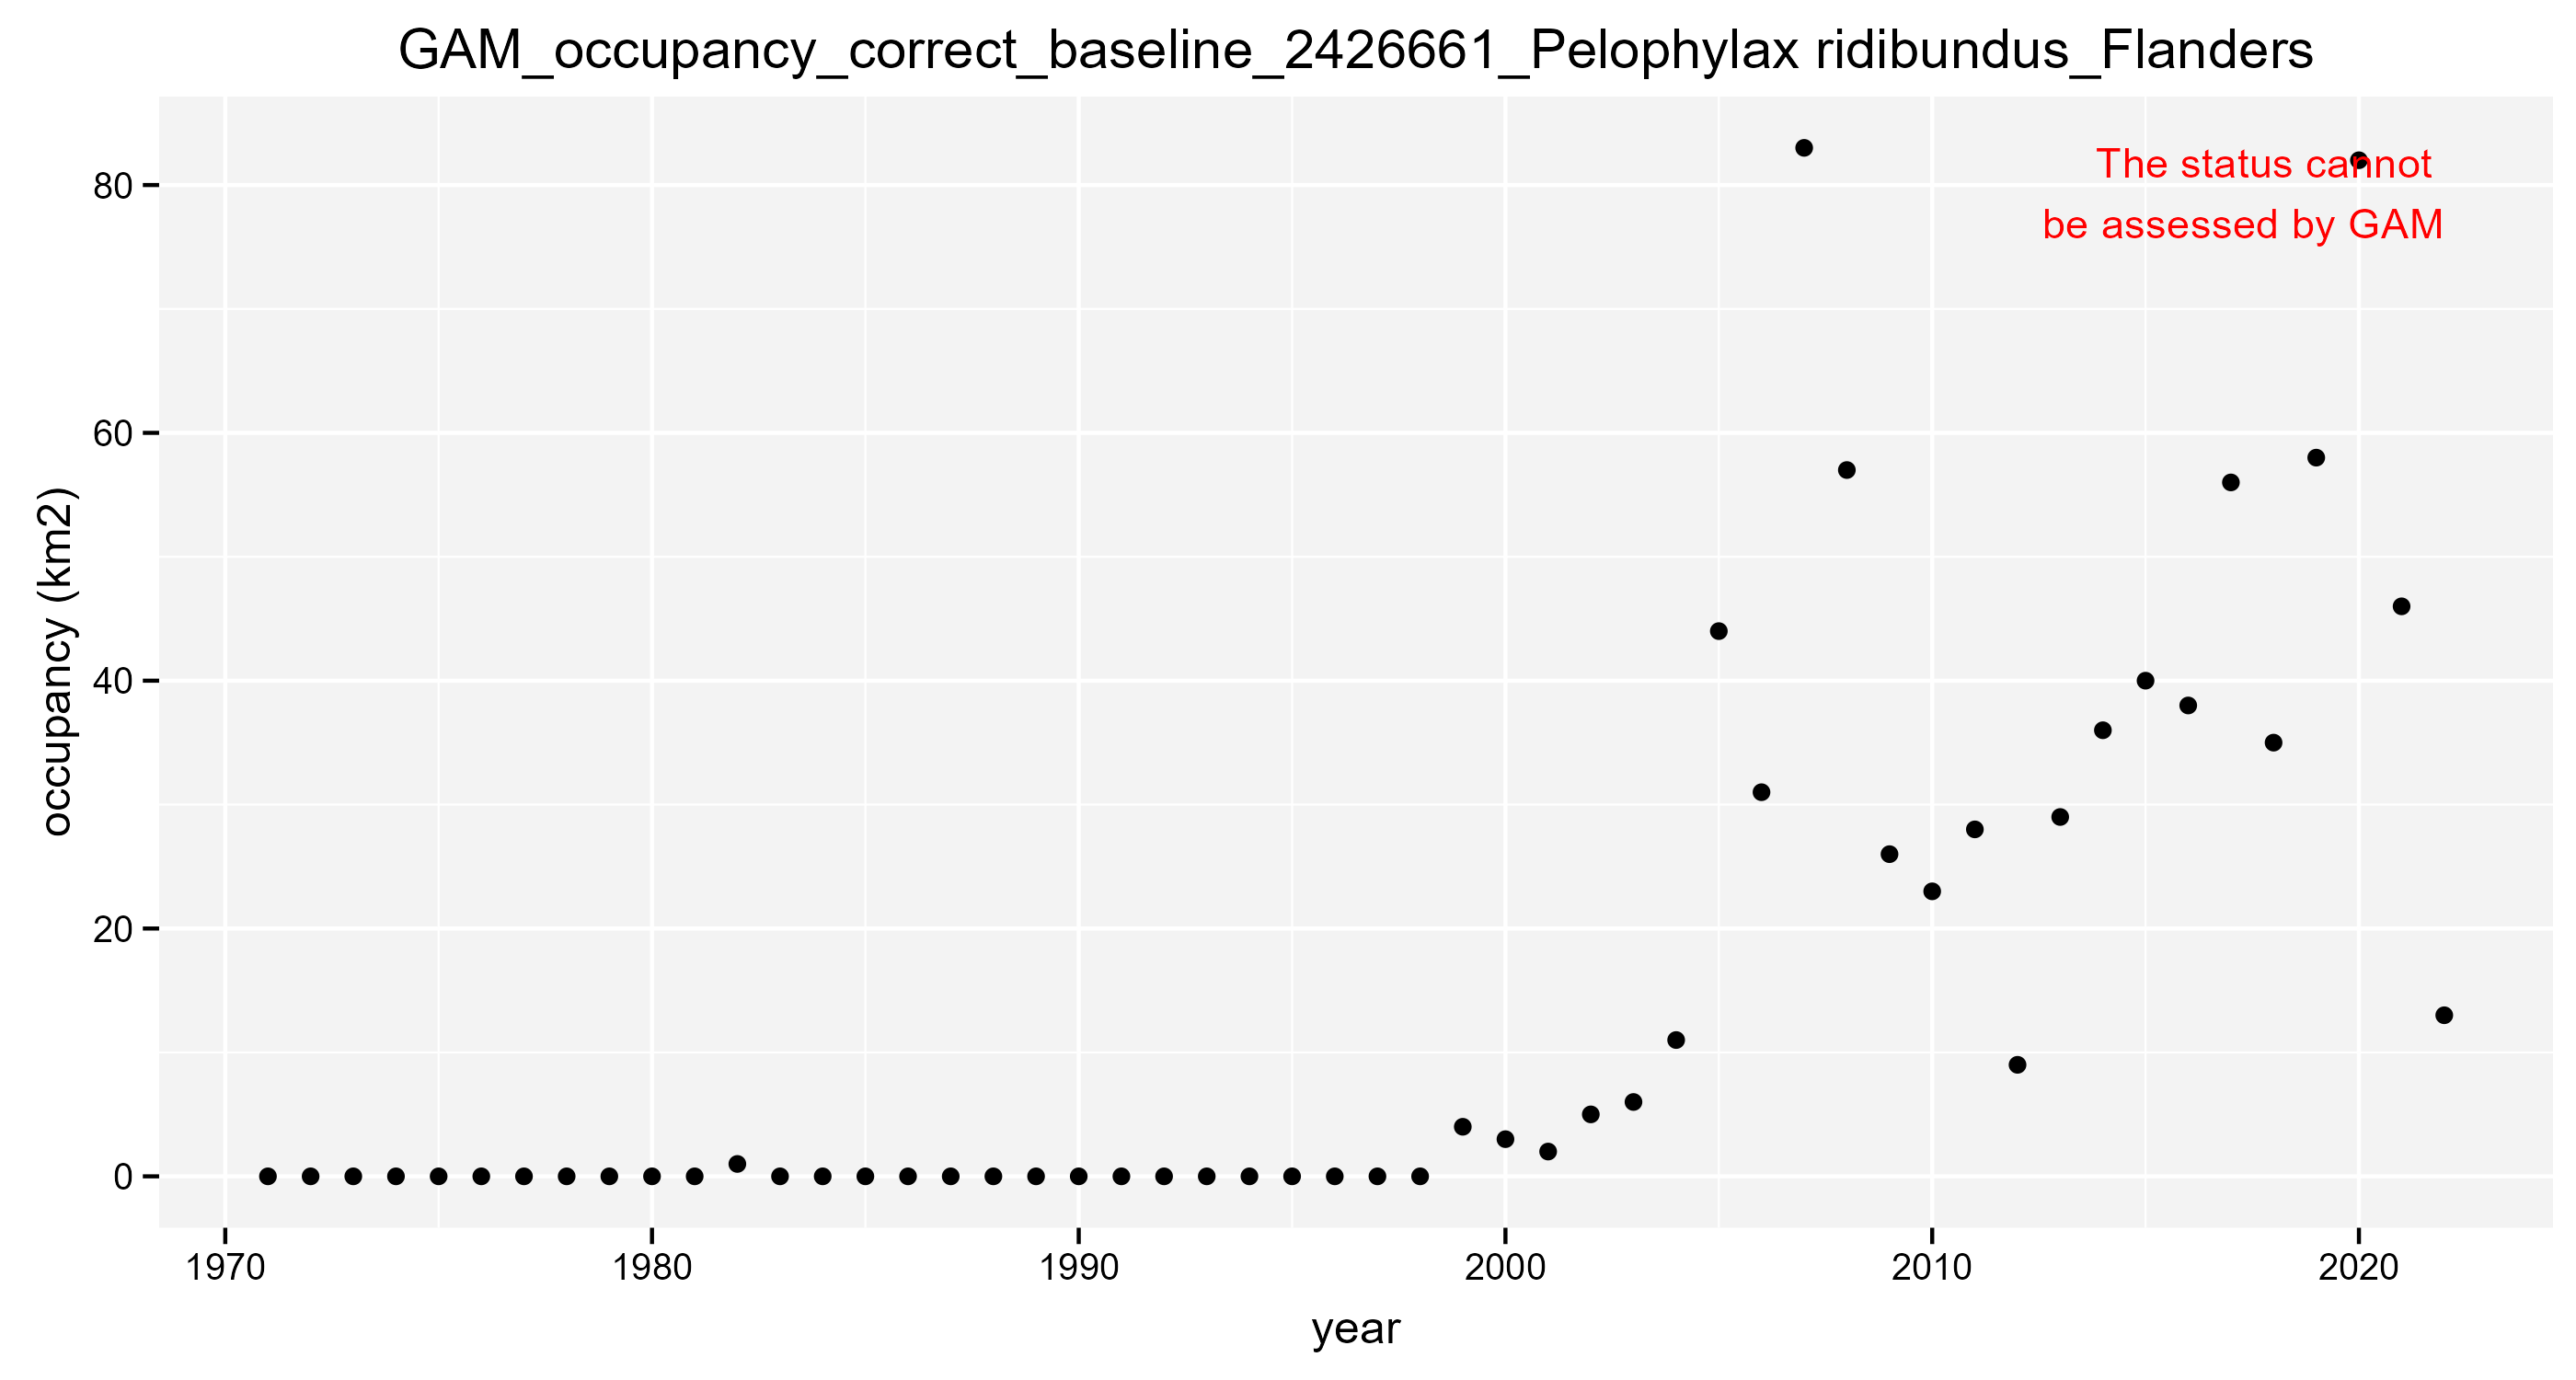 GAM_occupancy_correct_baseline_2426661_Pelophylax ridibundus_Flanders
The status cannot
be assessed by GAM
80
60
40
20
0
occupancy (km2)
1970 1980 1990 2000 2010 2020
year